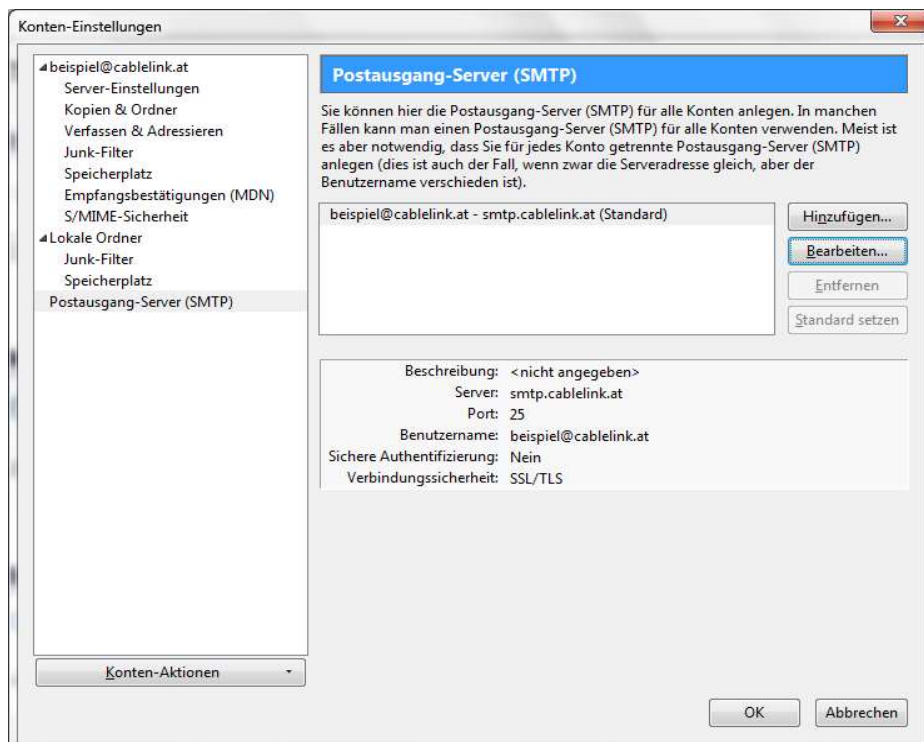 Konten-Einstellungen
beispiel@cablelink.at
Server-Einstellungen
Kopien & Ordner
Verfassen & Adressieren
Junk-Filter
Speicherplatz
Empfangsbestätigungen (MDN)
S/MIME-Sicherheit
Lokale Ordner
Junk-Filter
Speicherplatz
Postausgang-Server (SMTP)
Konten-Aktionen
Postausgang-Server (SMTP)
Sie können hier die Postausgang-Server (SMTP) für alle Konten anlegen. In manchen
Fällen kann man einen Postausgang-Server (SMTP) für alle Konten verwenden. Meist ist
es aber notwendig, dass Sie für jedes Konto getrennte Postausgang-Server (SMTP)
anlegen (dies ist auch der Fall, wenn zwar die Serveradresse gleich, aber der
Benutzername verschieden ist).
beispiel@cablelink.at - smtp.cablelink.at (Standard)
Hinzufügen...
Bearbeiten...
Entfernen
Standard setzen
Beschreibung: <nicht angegeben>
Server: smtp.cablelink.at
Port: 25
Benutzername: beispiel@cablelink.at
Sichere Authentifizierung: Nein
Verbindungssicherheit: SSL/TLS
OK
Abbrechen